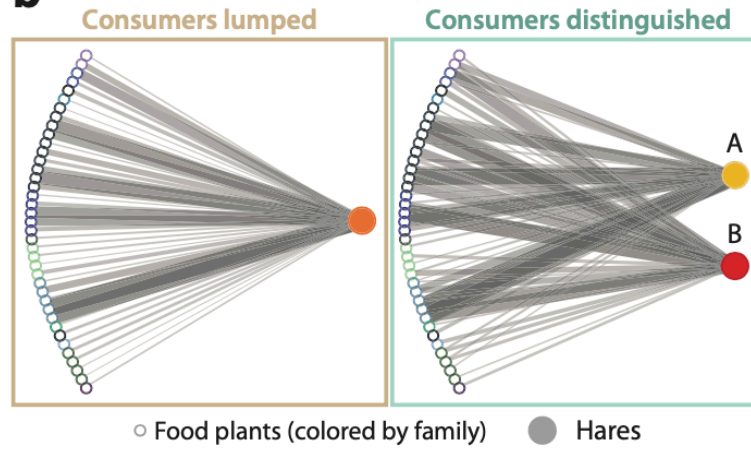 b
Consumers lumped
Consumers distinguished
A
B
Food plants (colored by family)
Hares